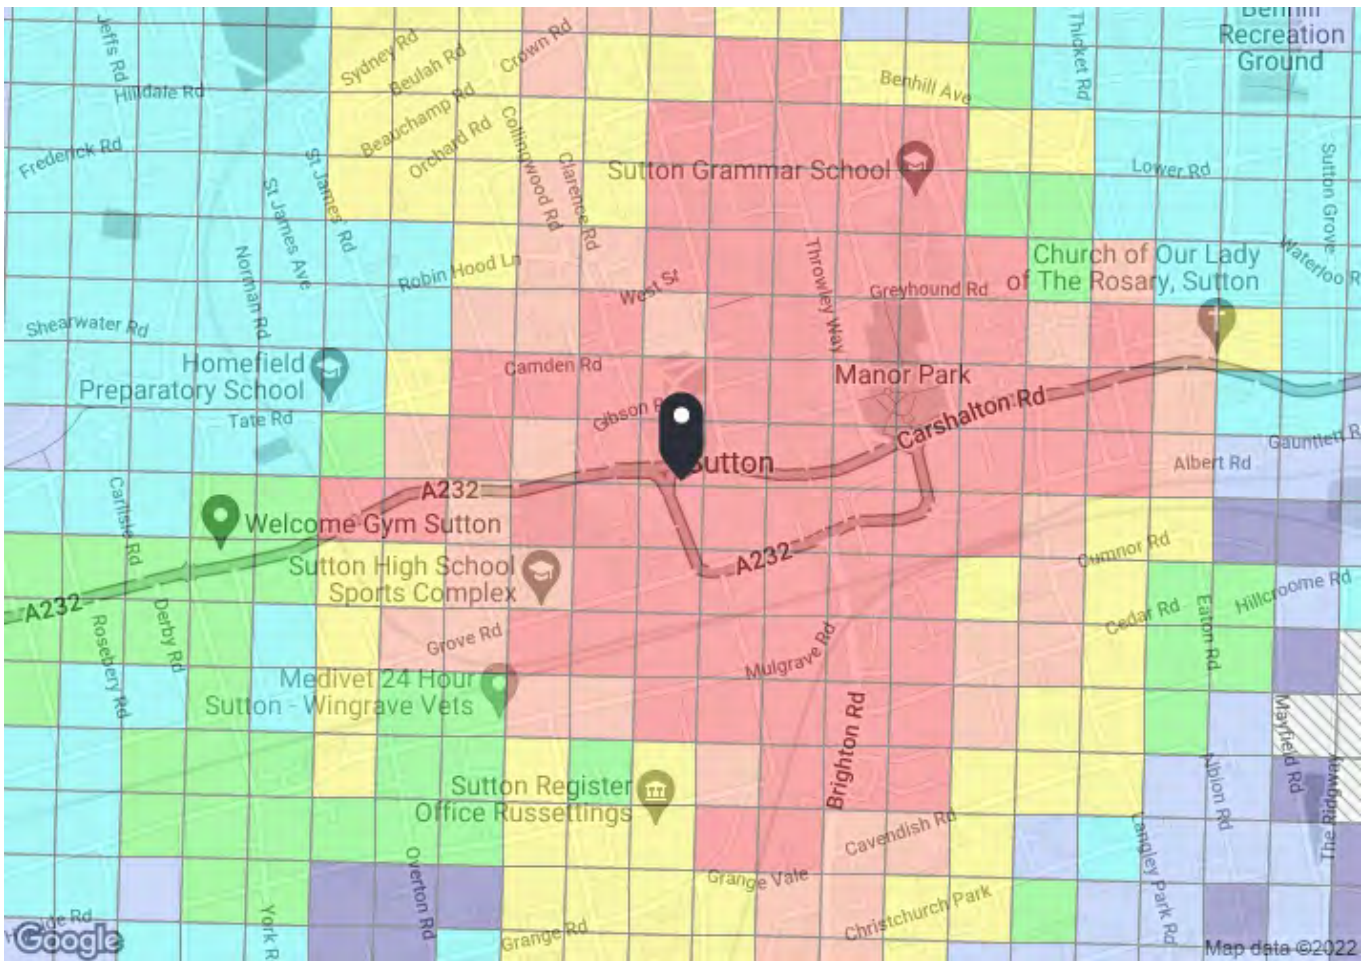 Jeffs Rd
Sydney Rd
Beulah Rd
Crown Rd
Thicket Rd
Benhill
Recreation
Ground
Hilldale Rd
Benhill Ave
Beauchamp Rd
Orchard Rd
Collingwood Rd
Clarence Rd
Frederick Rd
St James' Rd
St James Ave
Sutton Grammar School
Lower Rd
Sutton Grove
Norman Rd
Robin Hood Ln
West St
Throwley Way
Greyhound Rd
Church of Our Lady
of The Rosary, Sutton
Waterloo R
Shearwater Rd
Homefield
Preparatory School
Camden Rd
Manor Park
Tate Rd
Gibson R
Carshalton Rd
Gauntlett R
Sutton
Albert Rd
Carlisle Rd
A232
Welcome Gym Sutton
A232
Cumnor Rd
Sutton High School
Sports Complex
A232
Derby Rd
Rosebery Rd
Grove Rd
Mulgrave Rd
Cedar Rd
Eaton Rd
Hillcroome Rd
Medivet 24 Hour
Sutton - Wingrave Vets
Brighton Rd
Mayfield Rd
Albion Rd
The Ridgway
Sutton Register
Office Russettings
Cavendish Rd
Langley Park Rd
Overton Rd
Grange Vale
Christchurch Park
York R
Grange Rd
Google
Map data ©2022